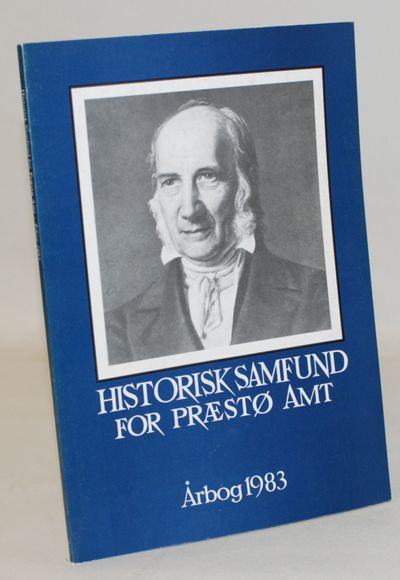 HISTORISK SAMFUND
FOR PRÆSTØ AMT
Årbog 1983